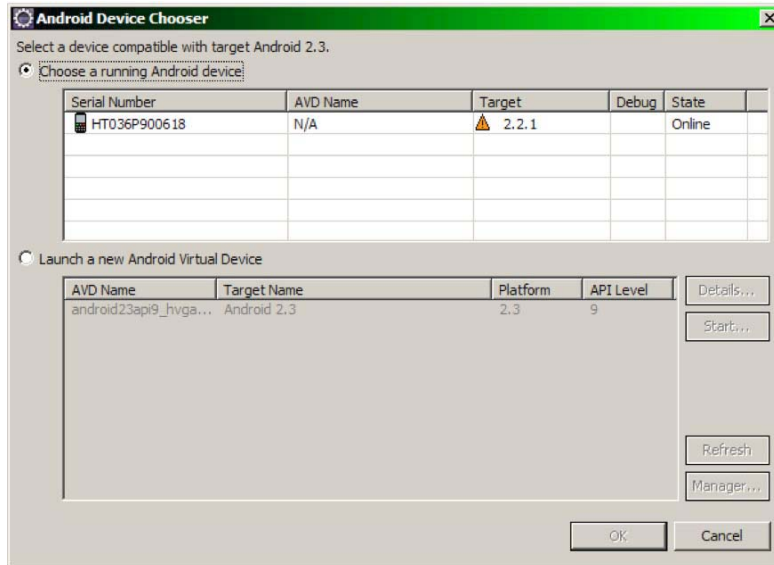 Android Device Chooser
Select a device compatible with target Android 2.3.
Choose a running Android device
Serial Number AVD Name Target Debug State
HT036P900618 N/A 2.2.1 Online
Launch a new Android Virtual Device
AVD Name Target Name Platform API Level
android23api9_hvga... Android 2.3 2.3 9
Details...
Start...
Refresh
Manager...
OK Cancel